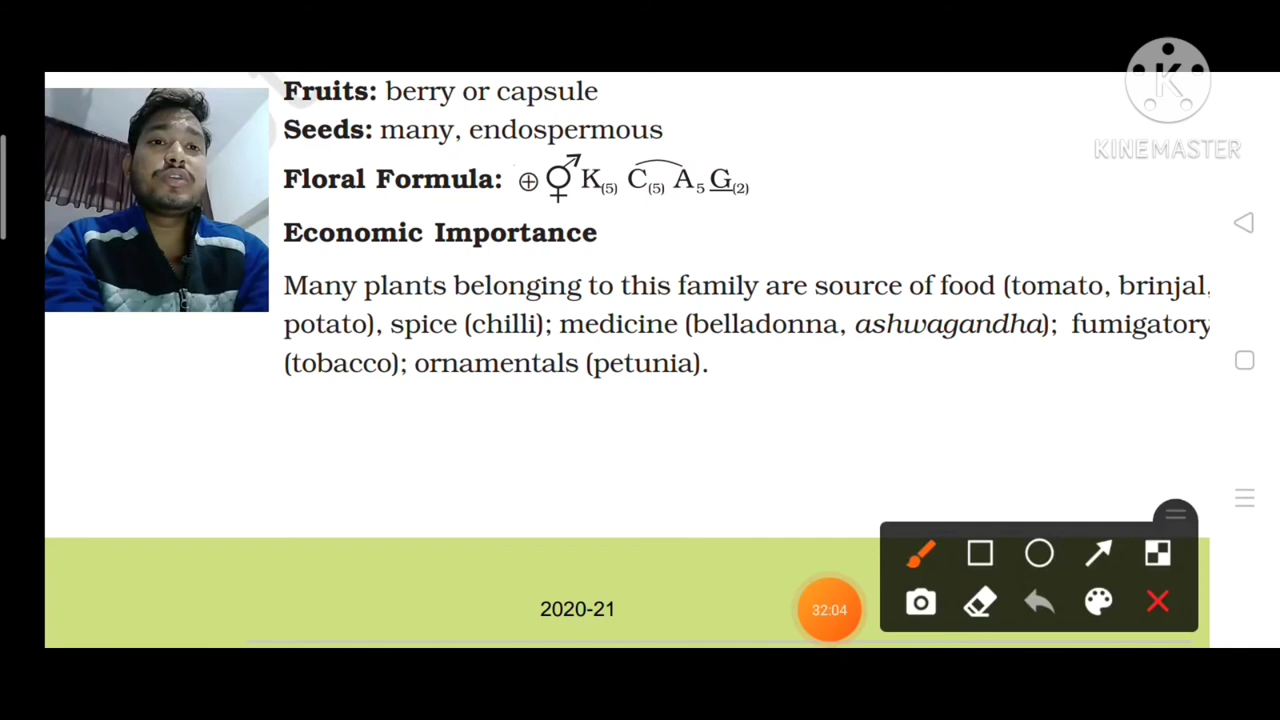 Fruits: berry or capsule
Seeds: many, endospermous
Floral Formula: ⊕ ⚥ K(5) C(5) A5 G(2)
Economic Importance
Many plants belonging to this family are source of food (tomato, brinjal,
potato), spice (chilli); medicine (belladonna, ashwagandha); fumigatory
(tobacco); ornamentals (petunia).
2020-21
32:04
K
KINEMASTER